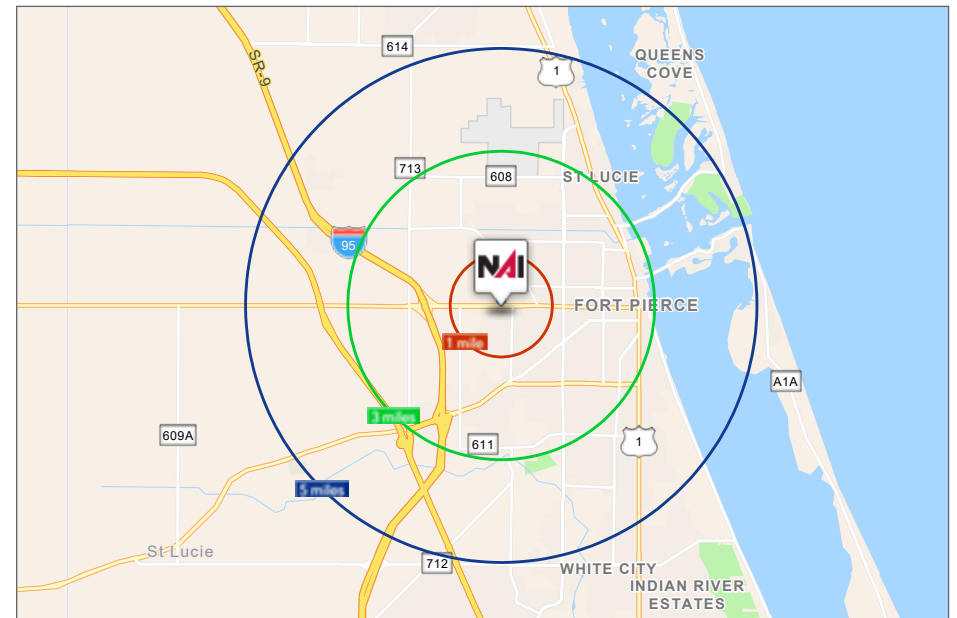 614
SR-9
1
QUEENS
COVE
713
608
ST LUCIE
95
NAI
FORT PIERCE
1 mile
A1A
3 miles
609A
611
1
5 miles
St Lucie
712
WHITE CITY
INDIAN RIVER
ESTATES